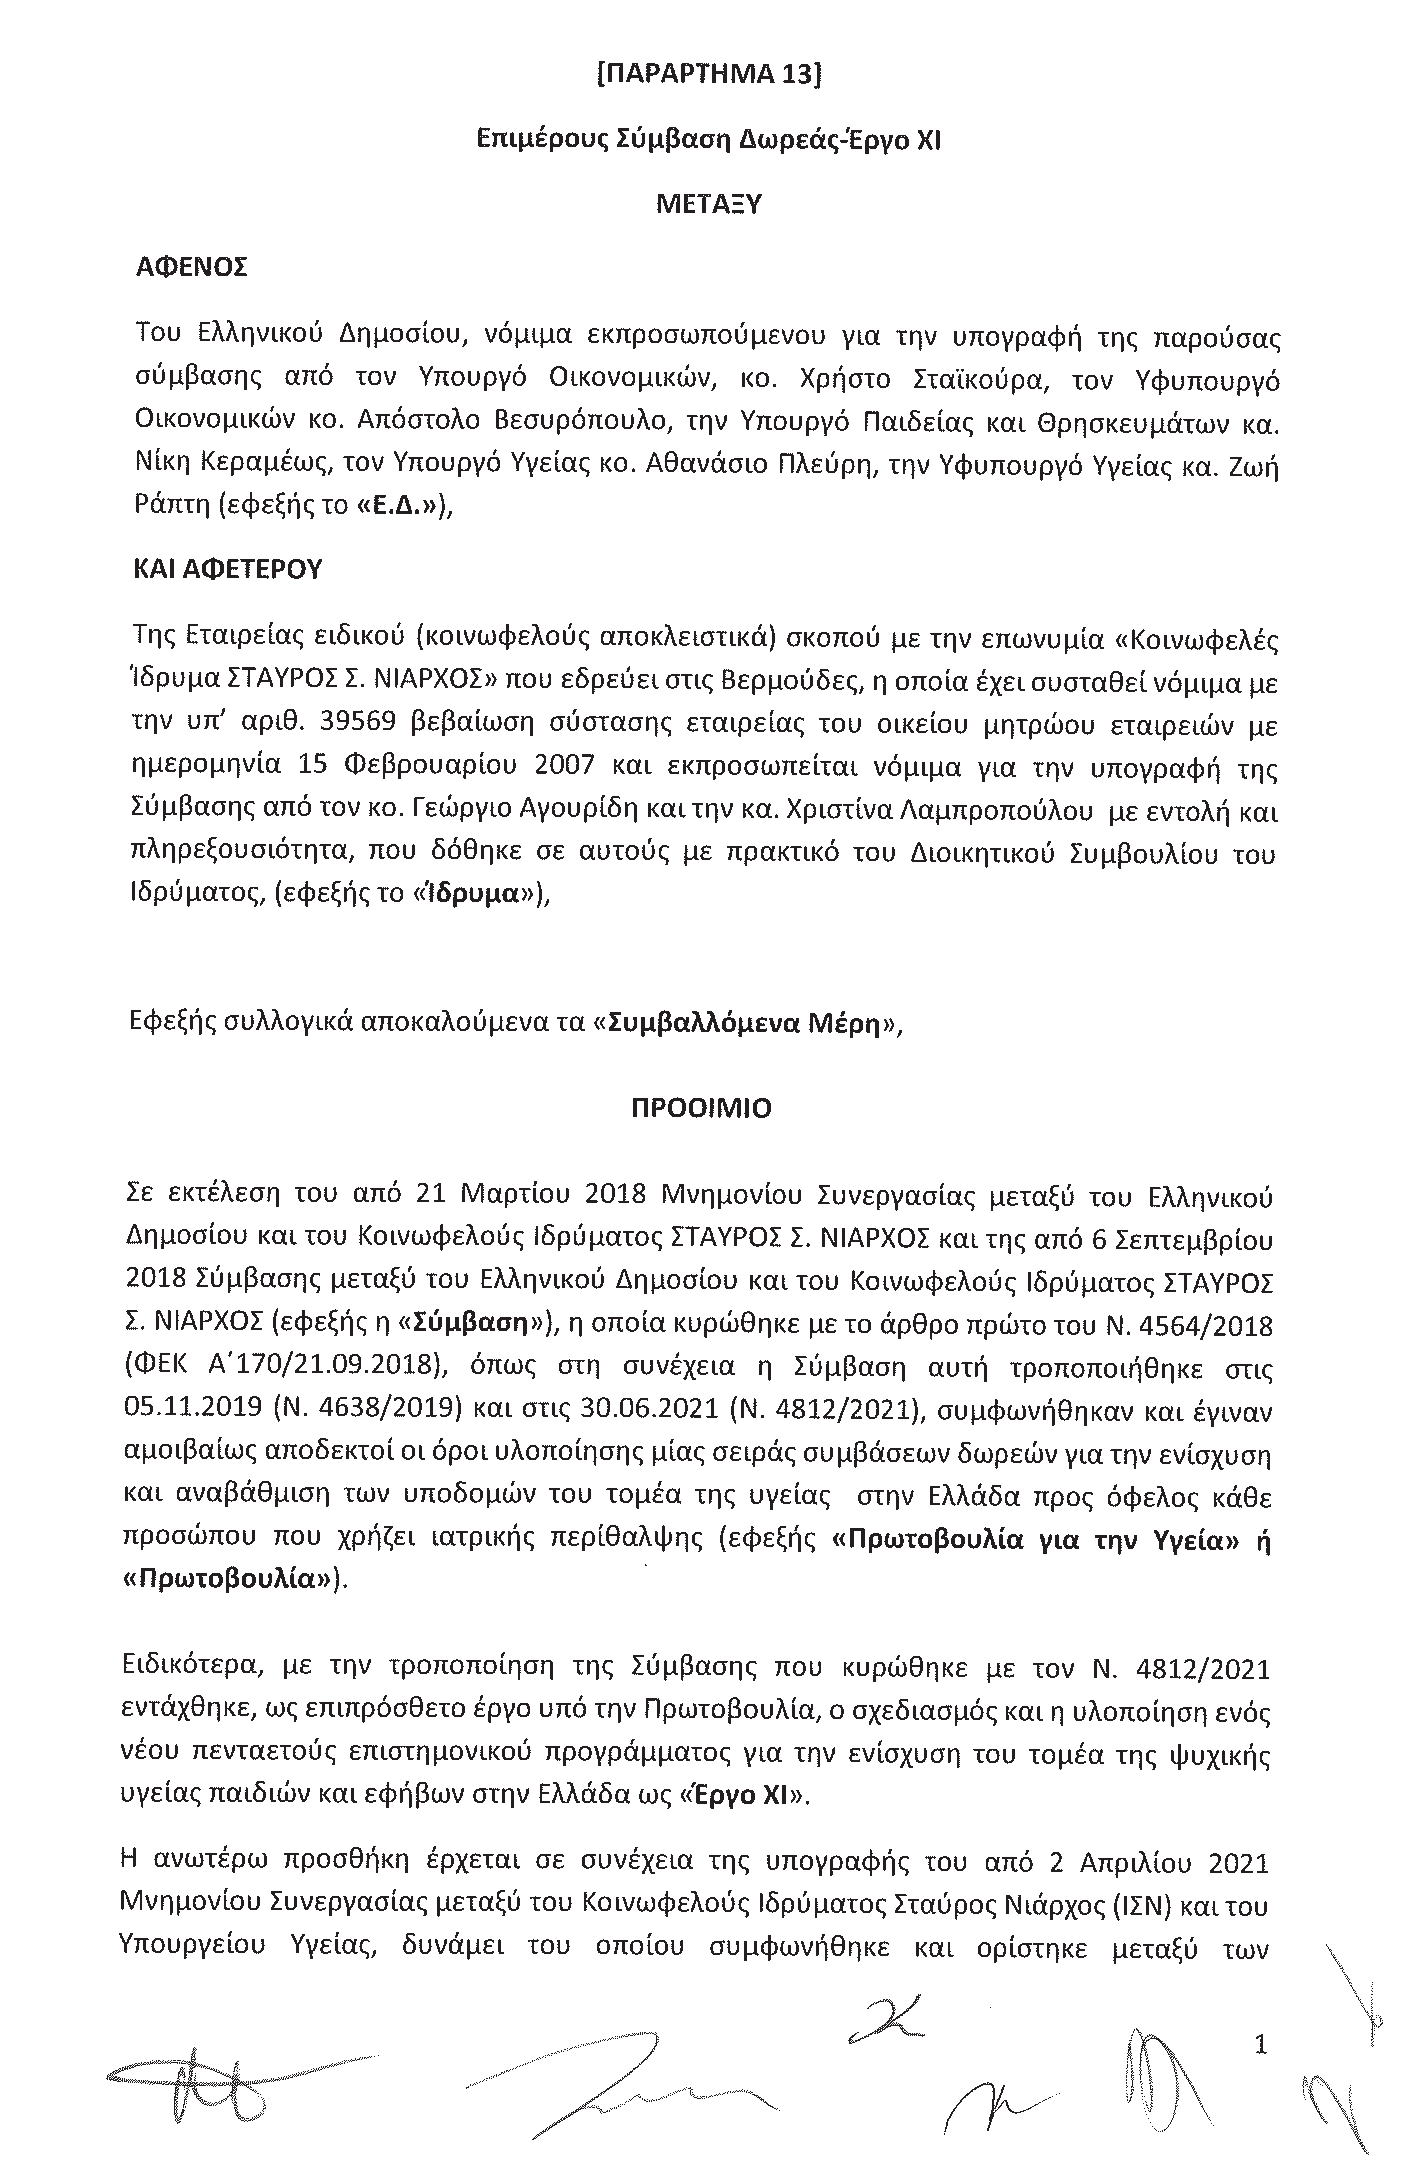 [ΠΑΡΑΡΤΗΜΑ 13]
Επιμέρους Σύμβαση Δωρεάς-Έργο XI
ΜΕΤΑΞΥ
ΑΦΕΝΟΣ
Του Ελληνικού Δημοσίου, νόμιμα εκπροσωπούμενου για την υπογραφή της παρούσας
σύμβασης από τον Υπουργό Οικονομικών, κο. Χρήστο Σταϊκούρα, τον Υφυπουργό
Οικονομικών κο. Απόστολο Βεσυρόπουλο, την Υπουργό Παιδείας και Θρησκευμάτων κα.
Νίκη Κεραμέως, τον Υπουργό Υγείας κο. Αθανάσιο Πλεύρη, την Υφυπουργό Υγείας κα. Ζωή
Ράπτη (εφεξής το «Ε.Δ.»),
ΚΑΙ ΑΦΕΤΕΡΟΥ
Της Εταιρείας ειδικού (κοινωφελούς αποκλειστικά) σκοπού με την επωνυμία «Κοινωφελές
Ίδρυμα ΣΤΑΥΡΟΣ Σ. ΝΙΑΡΧΟΣ» που εδρεύει στις Βερμούδες, η οποία έχει συσταθεί νόμιμα με
την υπ’ αριθ. 39569 βεβαίωση σύστασης εταιρείας του οικείου μητρώου εταιρειών με
ημερομηνία 15 Φεβρουαρίου 2007 και εκπροσωπείται νόμιμα για την υπογραφή της
Σύμβασης από τον κο. Γεώργιο Αγουρίδη και την κα. Χριστίνα Λαμπροπούλου με εντολή και
πληρεξουσιότητα, που δόθηκε σε αυτούς με πρακτικό του Διοικητικού Συμβουλίου του
Ιδρύματος, (εφεξής το «Ίδρυμα»),
Εφεξής συλλογικά αποκαλούμενα τα «Συμβαλλόμενα Μέρη»,
ΠΡΟΟΙΜΙΟ
Σε εκτέλεση του από 21 Μαρτίου 2018 Μνημονίου Συνεργασίας μεταξύ του Ελληνικού
Δημοσίου και του Κοινωφελούς Ιδρύματος ΣΤΑΥΡΟΣ Σ. ΝΙΑΡΧΟΣ και της από 6 Σεπτεμβρίου
2018 Σύμβασης μεταξύ του Ελληνικού Δημοσίου και του Κοινωφελούς Ιδρύματος ΣΤΑΥΡΟΣ
Σ. ΝΙΑΡΧΟΣ (εφεξής η «Σύμβαση»), η οποία κυρώθηκε με το άρθρο πρώτο του Ν. 4564/2018
(ΦΕΚ Α΄170/21.09.2018), όπως στη συνέχεια η Σύμβαση αυτή τροποποιήθηκε στις
05.11.2019 (Ν. 4638/2019) και στις 30.06.2021 (Ν. 4812/2021), συμφωνήθηκαν και έγιναν
αμοιβαίως αποδεκτοί οι όροι υλοποίησης μίας σειράς συμβάσεων δωρεών για την ενίσχυση
και αναβάθμιση των υποδομών του τομέα της υγείας στην Ελλάδα προς όφελος κάθε
προσώπου που χρήζει ιατρικής περίθαλψης (εφεξής «Πρωτοβουλία για την Υγεία» ή
«Πρωτοβουλία»).
Ειδικότερα, με την τροποποίηση της Σύμβασης που κυρώθηκε με τον Ν. 4812/2021
εντάχθηκε, ως επιπρόσθετο έργο υπό την Πρωτοβουλία, ο σχεδιασμός και η υλοποίηση ενός
νέου πενταετούς επιστημονικού προγράμματος για την ενίσχυση του τομέα της ψυχικής
υγείας παιδιών και εφήβων στην Ελλάδα ως «Έργο XI».
Η ανωτέρω προσθήκη έρχεται σε συνέχεια της υπογραφής του από 2 Απριλίου 2021
Μνημονίου Συνεργασίας μεταξύ του Κοινωφελούς Ιδρύματος Σταύρος Νιάρχος (ΙΣΝ) και του
Υπουργείου Υγείας, δυνάμει του οποίου συμφωνήθηκε και ορίστηκε μεταξύ των
1